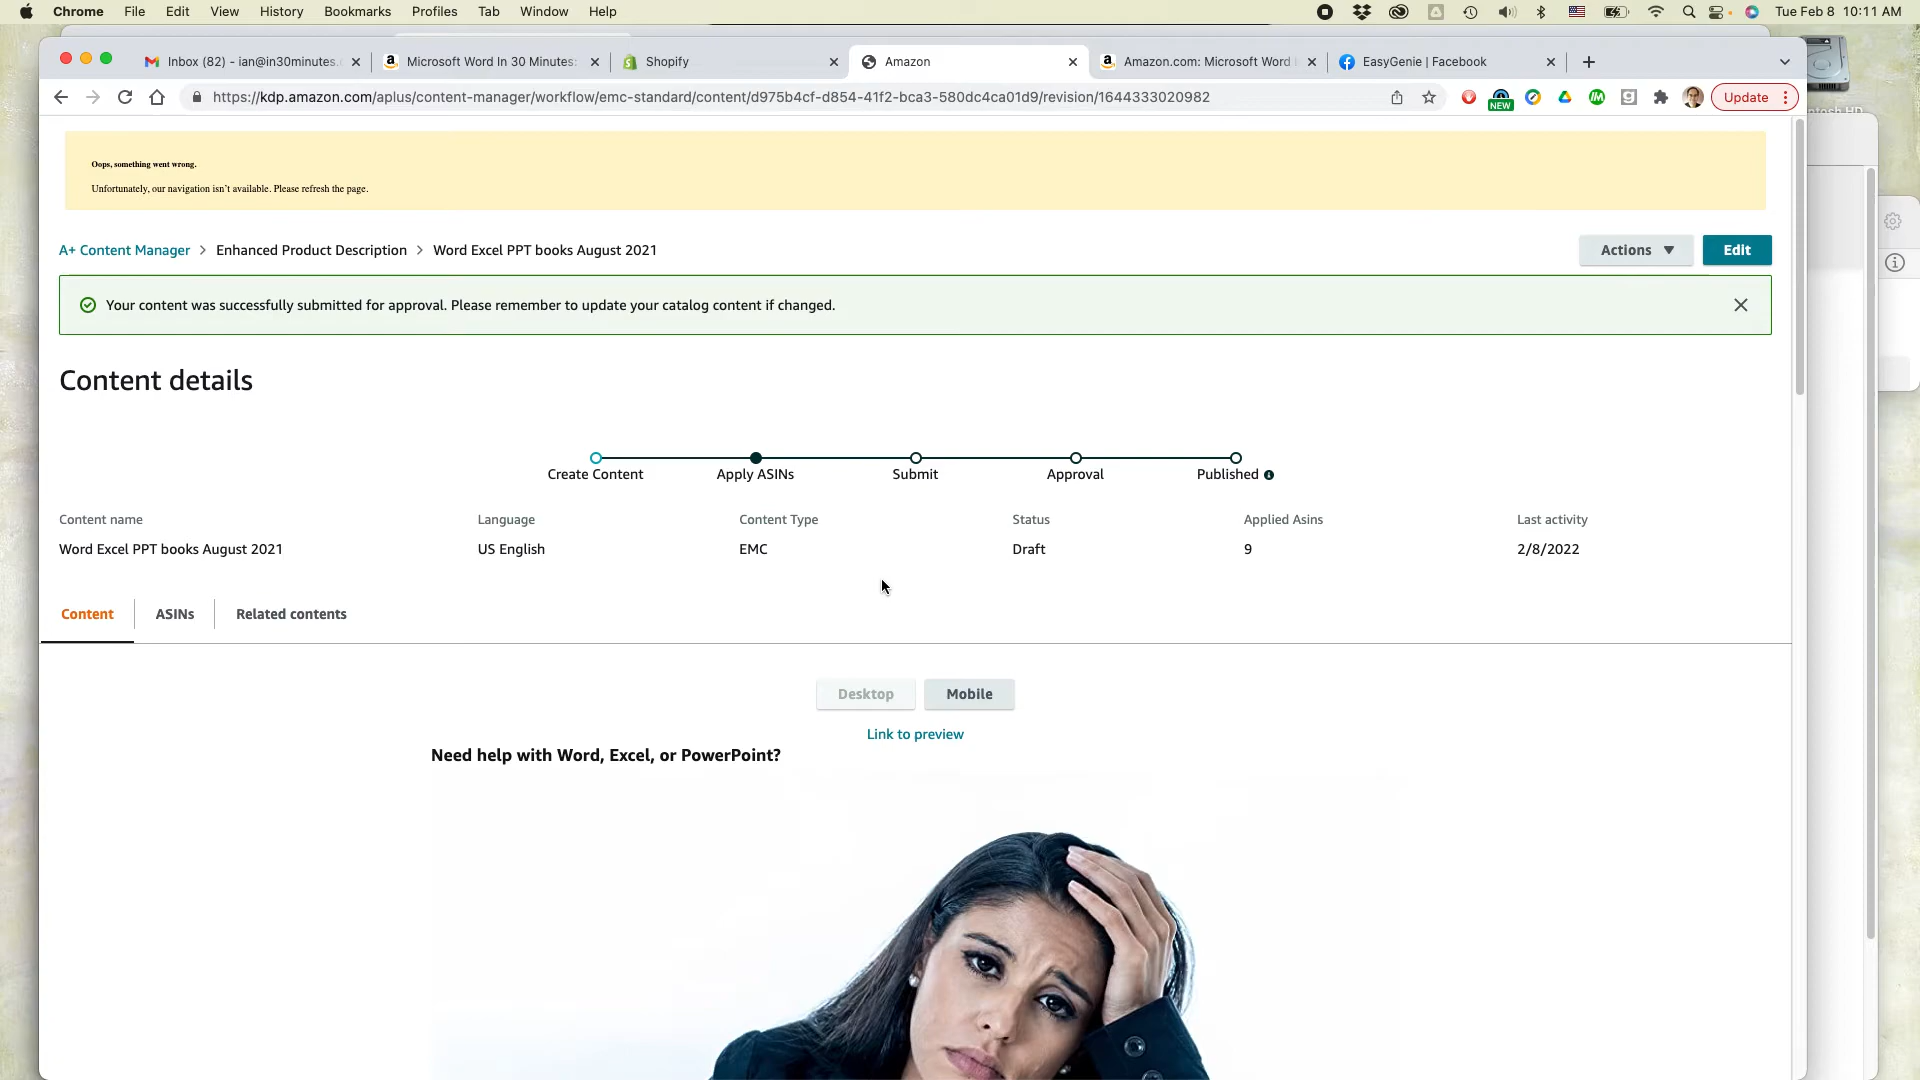 Chrome File Edit View History Bookmarks Profiles Tab Window Help Tue Feb 8 10:11 AM
Inbox (82) - ian@in30minutes. Microsoft Word In 30 Minutes: Shopify Amazon Amazon.com: Microsoft Word EasyGenie | Facebook
https://kdp.amazon.com/aplus/content-manager/workflow/emc-standard/content/d975b4cf-d854-41f2-bca3-580dc4ca01d9/revision/1644333020982 NEW Update
Oops, something went wrong.
Unfortunately, our navigation isn't available. Please refresh the page.
A+ Content Manager > Enhanced Product Description > Word Excel PPT books August 2021 Actions Edit
Your content was successfully submitted for approval. Please remember to update your catalog content if changed.
Content details
Create Content Apply ASINs Submit Approval Published
Content name Language Content Type Status Applied Asins Last activity
Word Excel PPT books August 2021 US English EMC Draft 9 2/8/2022
Content ASINs Related contents
Desktop Mobile
Link to preview
Need help with Word, Excel, or PowerPoint?